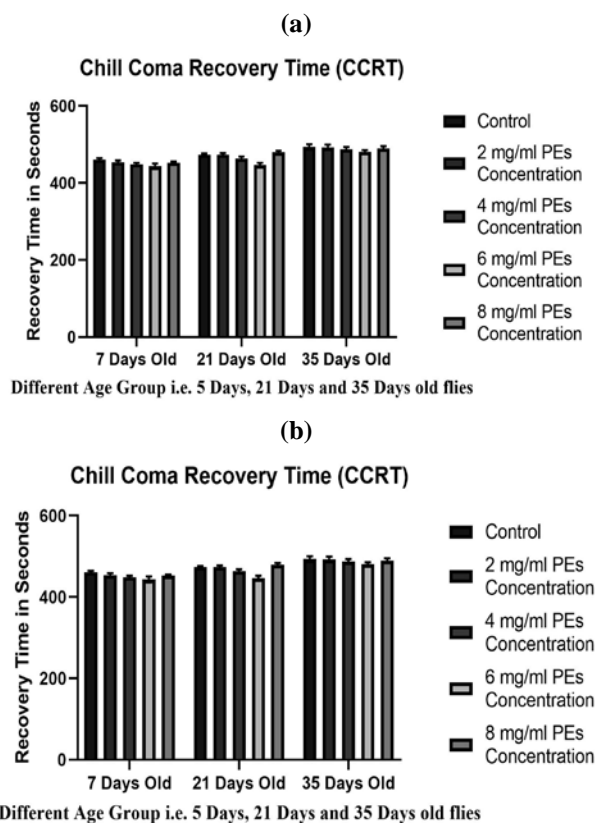 (a)
Chill Coma Recovery Time (CCRT)
600
400
200
0
Recovery Time in Seconds
7 Days Old
21 Days Old
35 Days Old
Control
2 mg/ml PEs
Concentration
4 mg/ml PEs
Concentration
6 mg/ml PEs
Concentration
8 mg/ml PEs
Concentration
Different Age Group i.e. 5 Days, 21 Days and 35 Days old flies
(b)
Chill Coma Recovery Time (CCRT)
600
400
200
0
Recovery Time in Seconds
7 Days Old
21 Days Old
35 Days Old
Control
2 mg/ml PEs
Concentration
4 mg/ml PEs
Concentration
6 mg/ml PEs
Concentration
8 mg/ml PEs
Concentration
Different Age Group i.e. 5 Days, 21 Days and 35 Days old flies